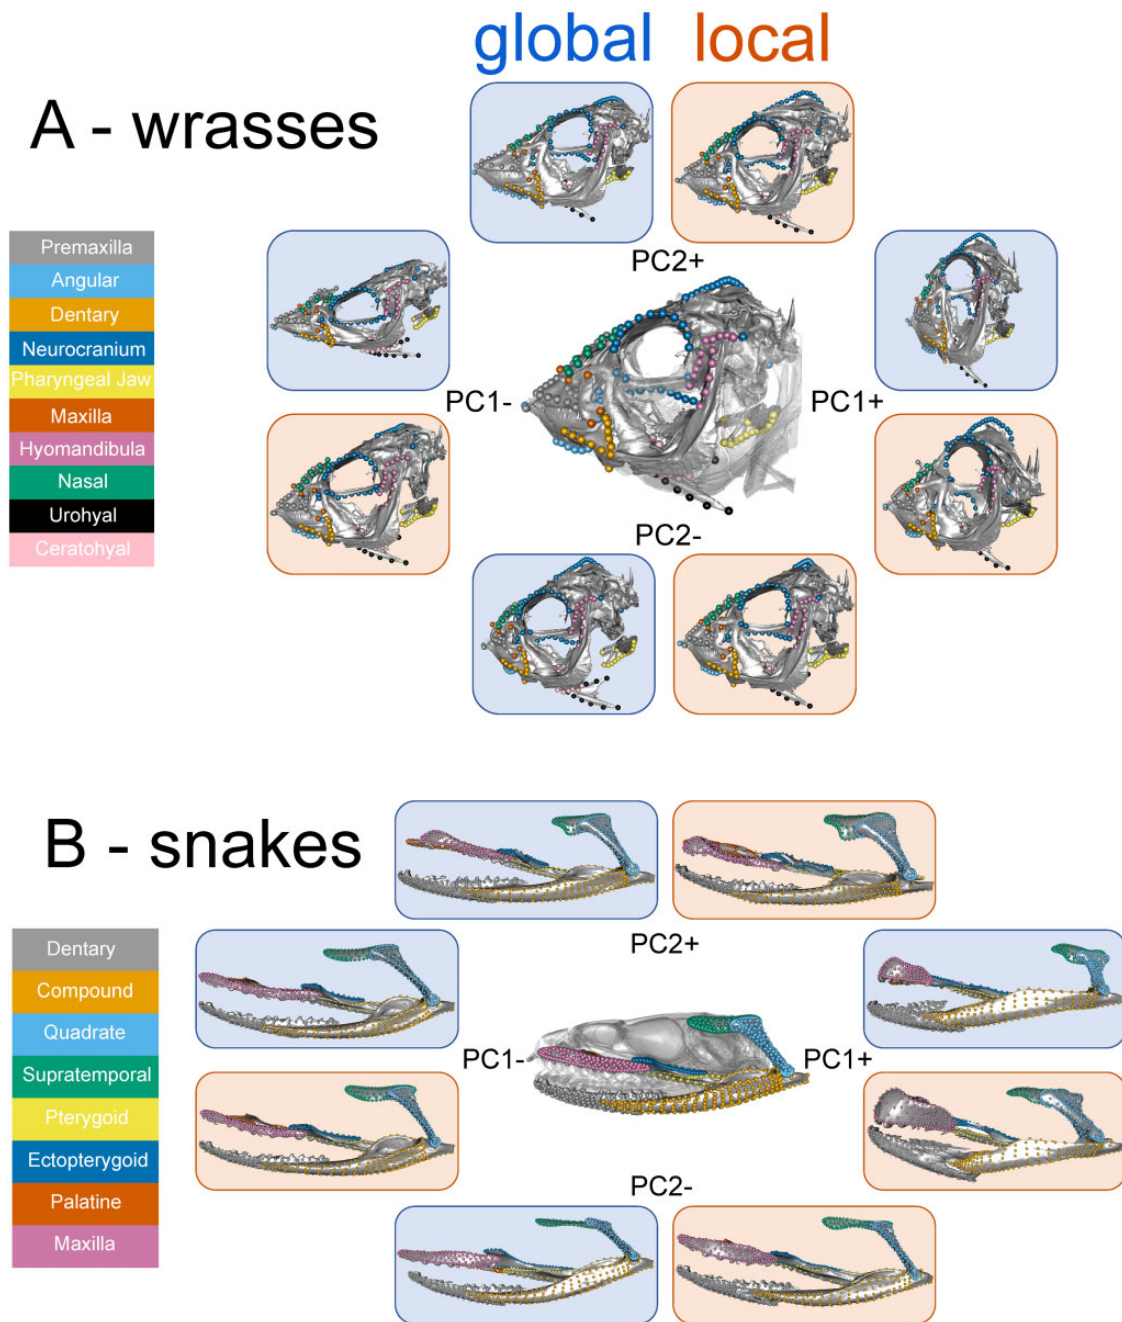 global local
A - wrasses
PC2+
Premaxilla
Angular
Dentary
Neurocranium
Pharyngeal Jaw
Maxilla
Hyomandibula
Nasal
Urohyal
Ceratohyal
PC1-
PC1+
PC2-
B - snakes
PC2+
Dentary
Compound
Quadrate
Supratemporal
Pterygoid
Ectopterygoid
Palatine
Maxilla
PC1-
PC1+
PC2-